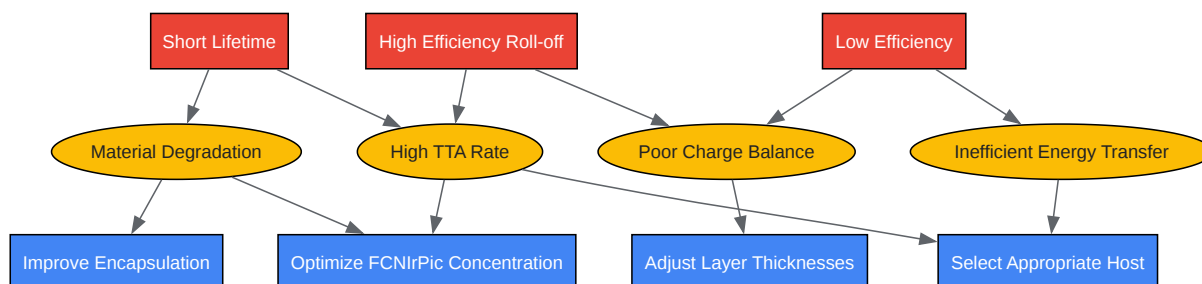 Short Lifetime
High Efficiency Roll-off
Low Efficiency
Material Degradation
High TTA Rate
Poor Charge Balance
Inefficient Energy Transfer
Improve Encapsulation
Optimize FCNIrPic Concentration
Adjust Layer Thicknesses
Select Appropriate Host